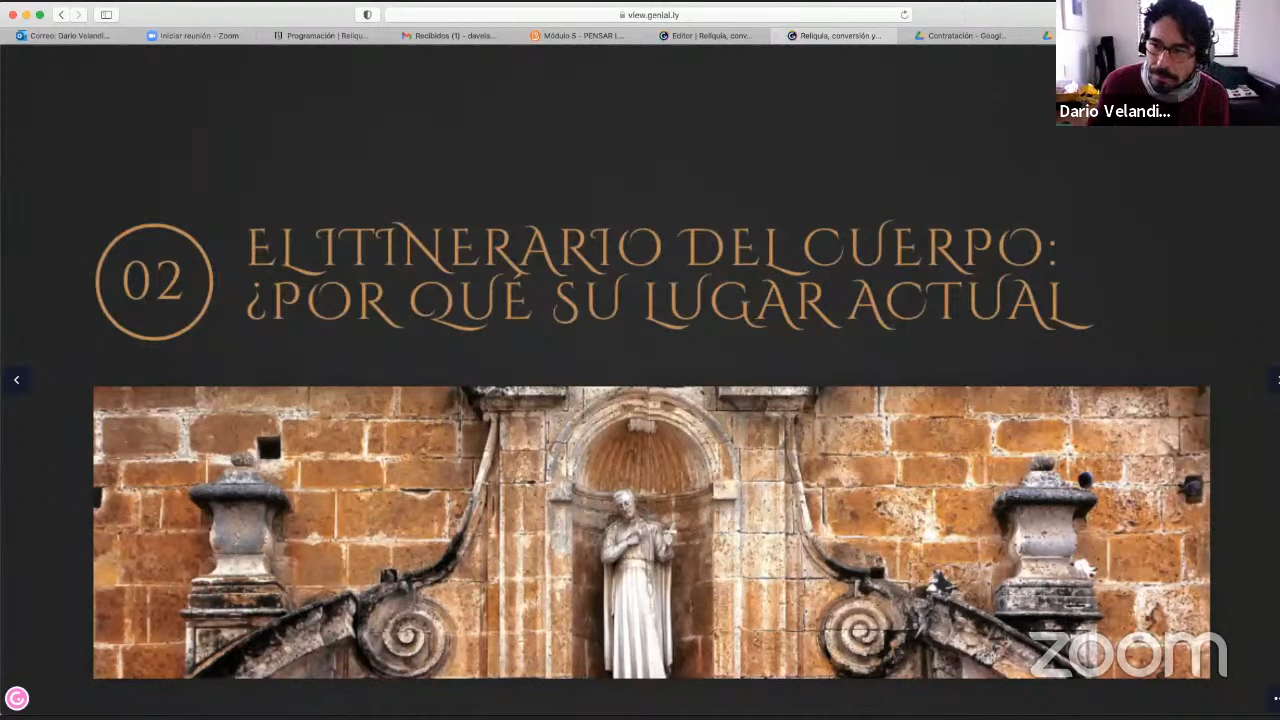 view.genial.ly
Correo: Dario Velandi...
Iniciar reunión - Zoom
Programación | Reliqu...
Recibidos (1) - davela...
Módulo 5 - PENSAR L...
Editor | Reliquia, conv...
Reliquia, conversión y...
Contratación - Googl...
Dario Velandi...
02
EL ITINERARIO DEL CUERPO:
¿POR QUÉ SU LUGAR ACTUAL
zoom